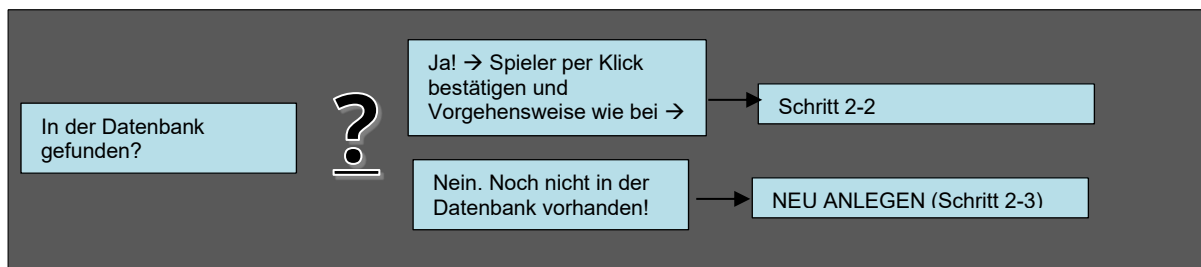 In der Datenbank
gefunden?
?
Ja! → Spieler per Klick
bestätigen und
Vorgehensweise wie bei →
Schritt 2-2
Nein. Noch nicht in der
Datenbank vorhanden!
NEU ANLEGEN (Schritt 2-3)